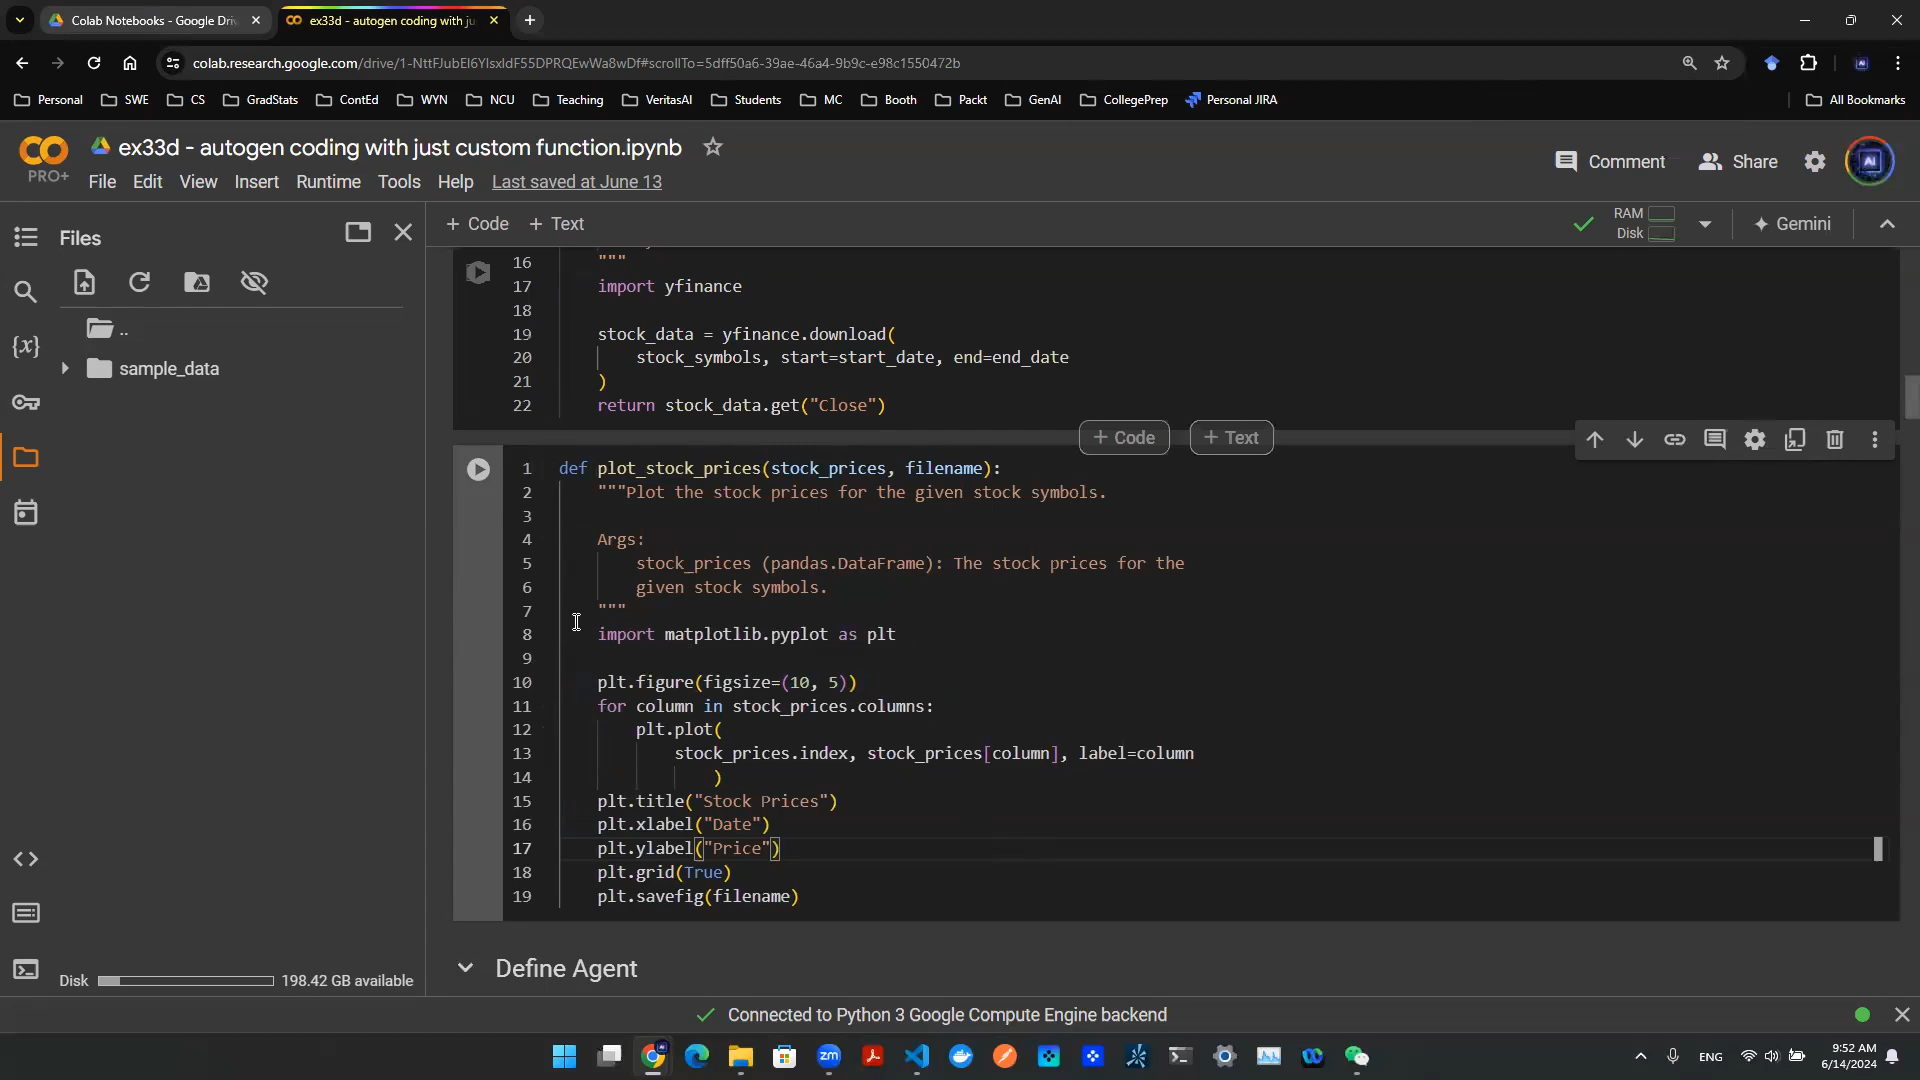 Colab Notebooks - Google Dri
ex33d - autogen coding with ju
colab.research.google.com/drive/1-NttFJubEI6YlsxIdF55DPRQEwWa8wDf#scrollTo=5dff50a6-39ae-46a4-9b9c-e98c1550472b
Personal SWE CS GradStats ContEd WYN NCU Teaching VeritasAI Students MC Booth Packt GenAI CollegePrep Personal JIRA All Bookmarks
PRO+
ex33d - autogen coding with just custom function.ipynb
Comment Share
File Edit View Insert Runtime Tools Help Last saved at June 13
Files
+ Code + Text
RAM
Disk
Gemini
..
sample_data
16 """
17 import yfinance
18
19 stock_data = yfinance.download(
20 stock_symbols, start=start_date, end=end_date
21 )
22 return stock_data.get("Close")
+ Code + Text
1 def plot_stock_prices(stock_prices, filename):
2 """Plot the stock prices for the given stock symbols.
3
4 Args:
5 stock_prices (pandas.DataFrame): The stock prices for the
6 given stock symbols.
7 """
8 import matplotlib.pyplot as plt
9
10 plt.figure(figsize=(10, 5))
11 for column in stock_prices.columns:
12 plt.plot(
13 stock_prices.index, stock_prices[column], label=column
14 )
15 plt.title("Stock Prices")
16 plt.xlabel("Date")
17 plt.ylabel("Price")
18 plt.grid(True)
19 plt.savefig(filename)
Define Agent
Disk 198.42 GB available
Connected to Python 3 Google Compute Engine backend
zm
ENG
9:52 AM
6/14/2024